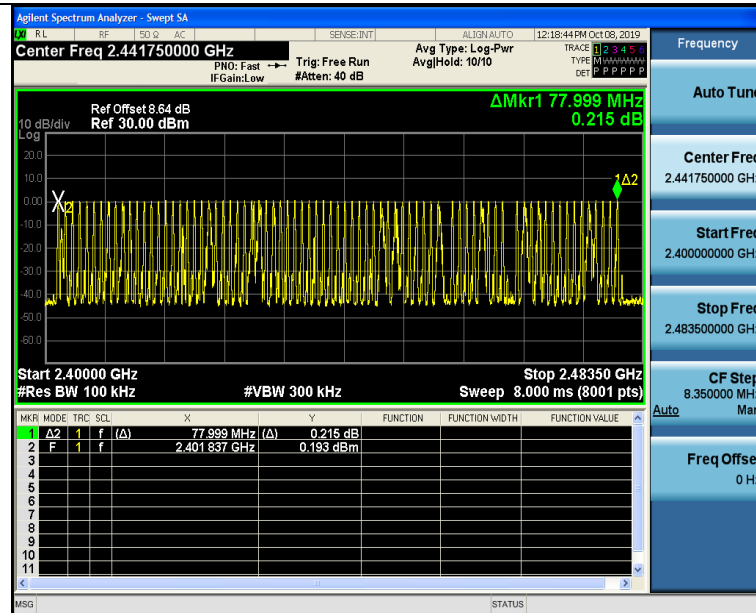 Agilent Spectrum Analyzer - Swept SA
LXI RL RF 50 Ω AC SENSE:INT ALIGN AUTO 12:18:44 PM Oct 08, 2019
Center Freq 2.441750000 GHz
PNO: Fast
IFGain:Low
Trig: Free Run
#Atten: 40 dB
Avg Type: Log-Pwr
Avg|Hold: 10/10
TRACE 1 2 3 4 5 6
TYPE M
DET P P P P P P
Frequency
Auto Tune
ΔMkr1 77.999 MHz
0.215 dB
Ref Offset 8.64 dB
10 dB/div Ref 30.00 dBm
Log
20.0
10.0
0.00
-10.0
-20.0
-30.0
-40.0
-50.0
-60.0
X2
1Δ2
Center Freq
2.441750000 GHz
Start Freq
2.400000000 GHz
Stop Freq
2.483500000 GHz
CF Step
8.350000 MHz
Auto Man
Freq Offset
0 Hz
Start 2.40000 GHz Stop 2.48350 GHz
#Res BW 100 kHz #VBW 300 kHz Sweep 8.000 ms (8001 pts)
MKR MODE TRC SCL X Y FUNCTION FUNCTION WIDTH FUNCTION VALUE
1 Δ2 1 f (Δ) 77.999 MHz (Δ) 0.215 dB
2 F 1 f 2.401 837 GHz 0.193 dBm
3
4
5
6
7
8
9
10
11
MSG STATUS